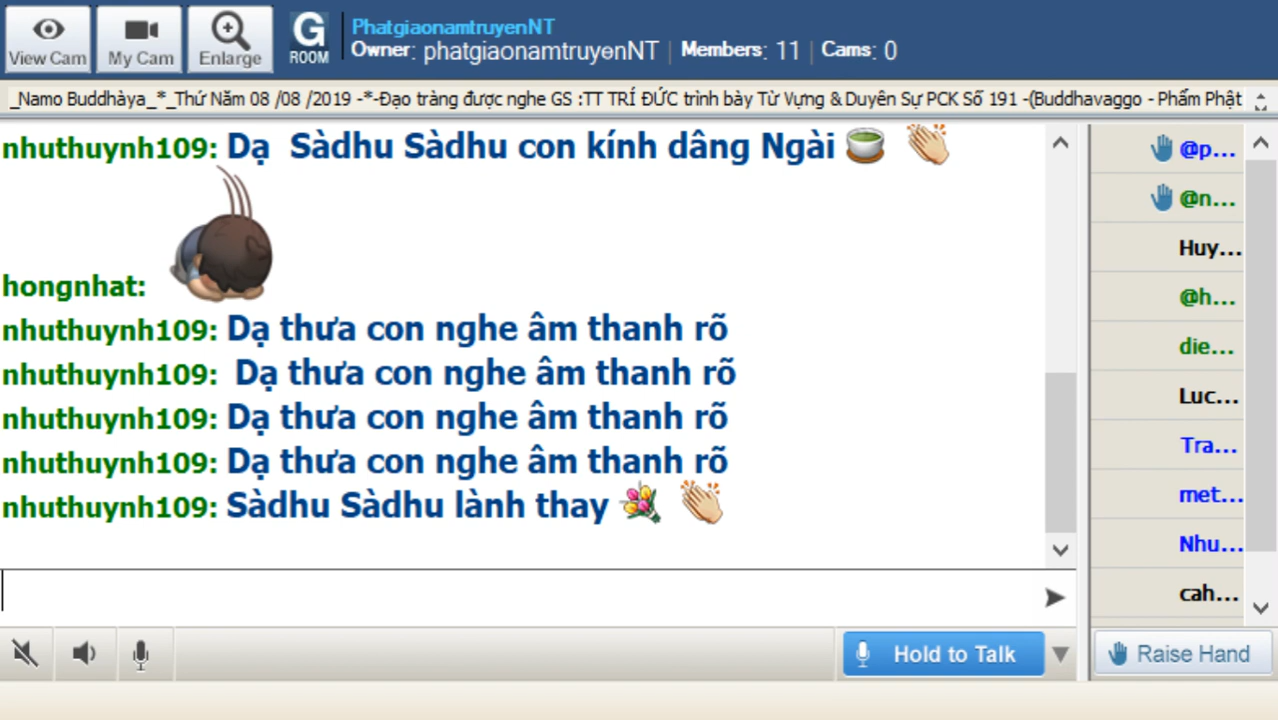 View Cam
My Cam
Enlarge
G
ROOM
PhatgiaonamtruyenNT
Owner: phatgiaonamtruyenNT | Members: 11 | Cams: 0
_Namo Buddhàya_*_Thứ Năm 08 /08 /2019 -*-Đạo tràng được nghe GS :TT TRÍ ĐỨC trình bày Từ Vựng & Duyên Sự PCK Số 191 -(Buddhavaggo - Phẩm Phật
nhuthuynh109: Dạ Sàdhu Sàdhu con kính dâng Ngài
hongnhat:
nhuthuynh109: Dạ thưa con nghe âm thanh rõ
nhuthuynh109: Dạ thưa con nghe âm thanh rõ
nhuthuynh109: Dạ thưa con nghe âm thanh rõ
nhuthuynh109: Dạ thưa con nghe âm thanh rõ
nhuthuynh109: Sàdhu Sàdhu lành thay
@p...
@n...
Huy...
@h...
die...
Luc...
Tra...
met...
Nhu...
cah...
Hold to Talk
Raise Hand